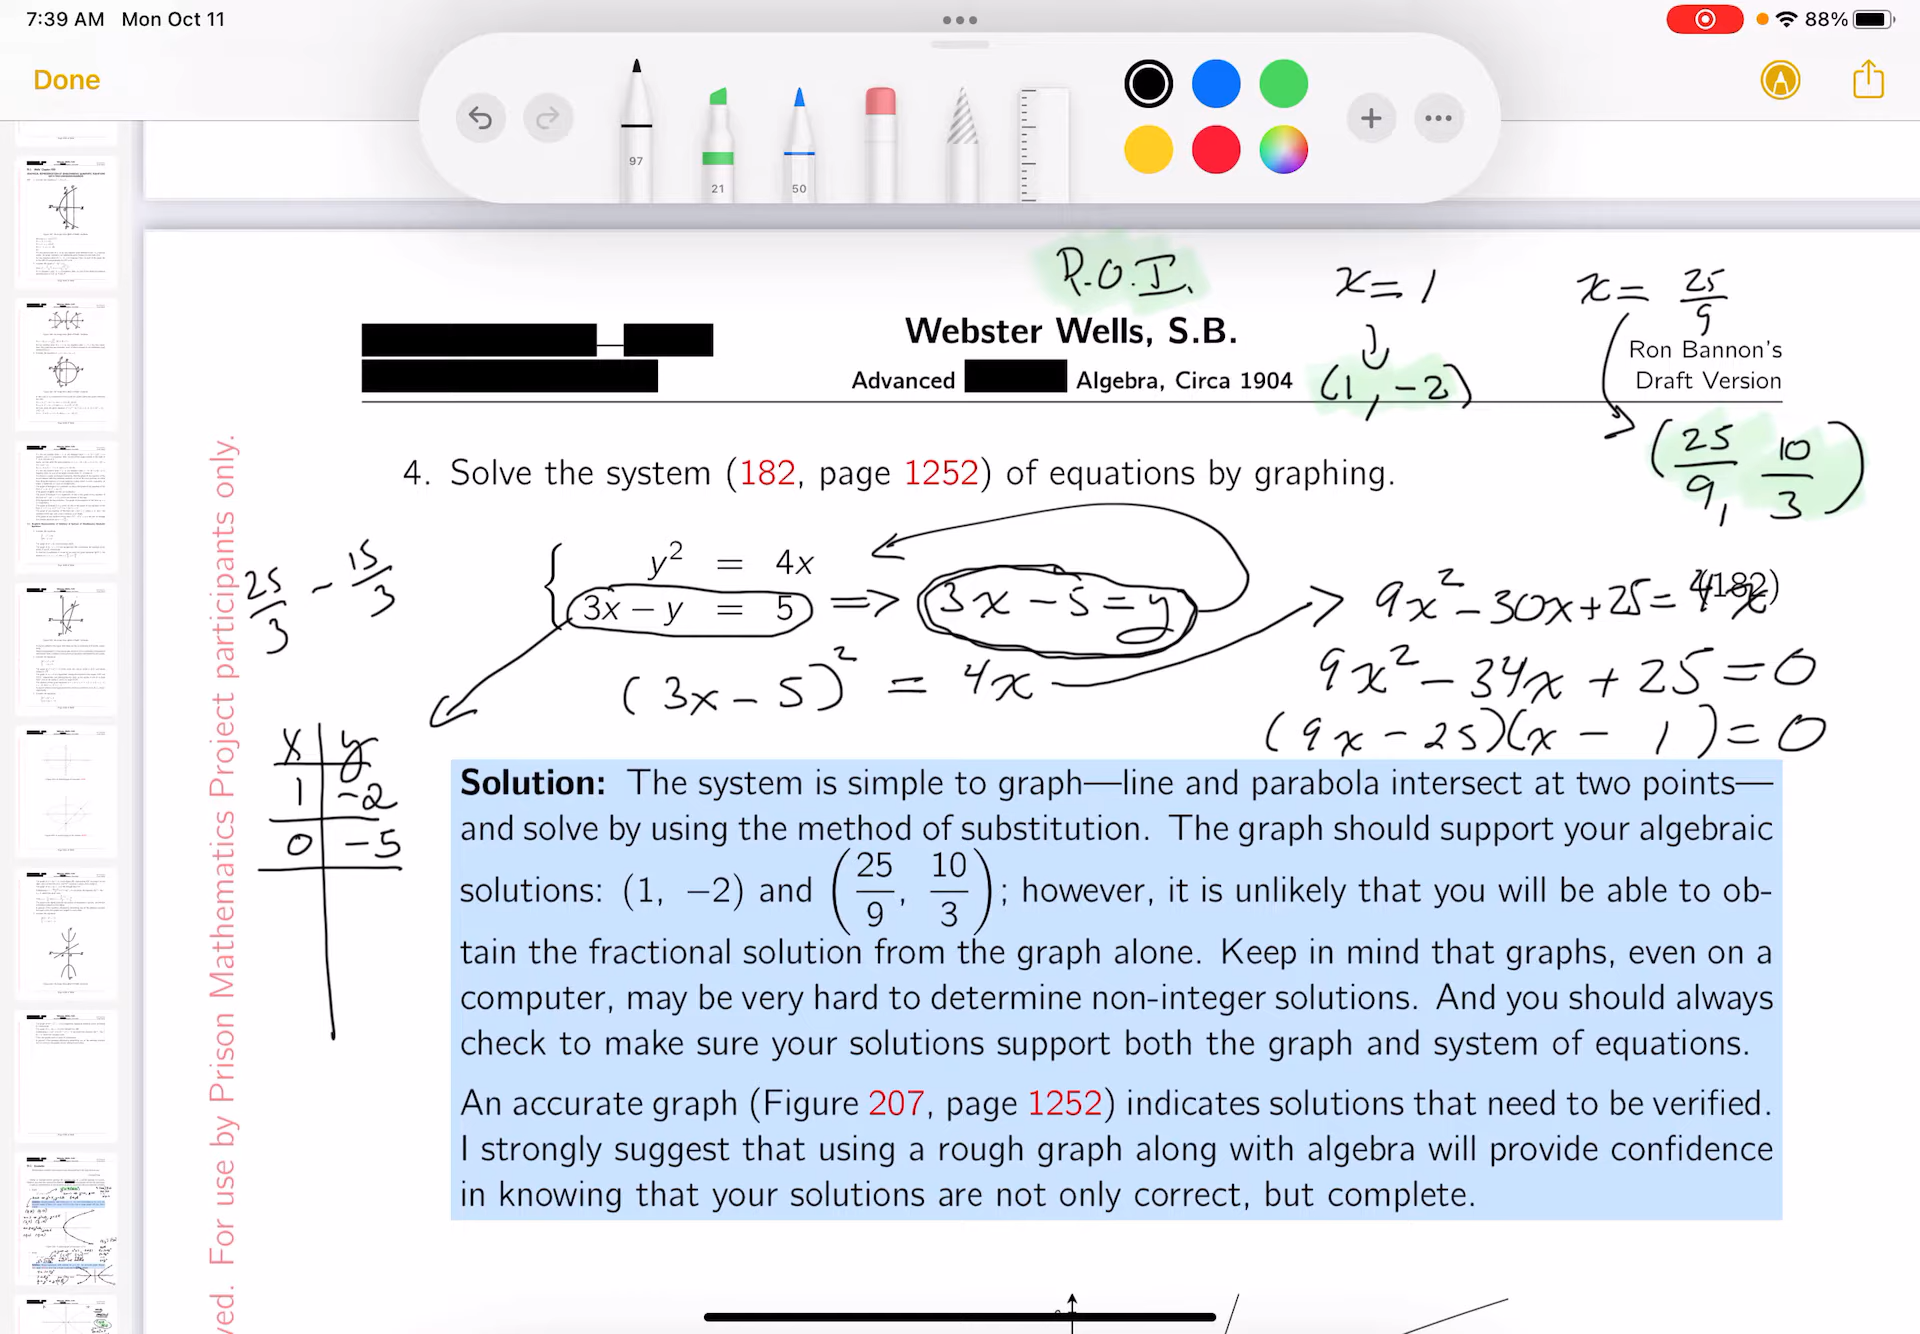 7:39 AM Mon Oct 11
88%
Done
97
21
50
P.O.I.
x = 1
x = 25/9
Webster Wells, S.B.
Ron Bannon's
Advanced Algebra, Circa 1904
Draft Version
(1, -2)
(25/9, 10/3)
4. Solve the system (182, page 1252) of equations by graphing.
25/3 - 15/3
y² = 4x
3x − y = 5 => 3x - 5 = y
(182)
9x² - 30x + 25 = 4x
(3x - 5)² = 4x
9x² - 34x + 25 = 0
(9x - 25)(x - 1) = 0
x y
1 -2
0 -5
Solution: The system is simple to graph—line and parabola intersect at two points—
and solve by using the method of substitution. The graph should support your algebraic
solutions: (1, −2) and (25/9, 10/3); however, it is unlikely that you will be able to ob-
tain the fractional solution from the graph alone. Keep in mind that graphs, even on a
computer, may be very hard to determine non-integer solutions. And you should always
check to make sure your solutions support both the graph and system of equations.
An accurate graph (Figure 207, page 1252) indicates solutions that need to be verified.
I strongly suggest that using a rough graph along with algebra will provide confidence
in knowing that your solutions are not only correct, but complete.
ved. For use by Prison Mathematics Project participants only.